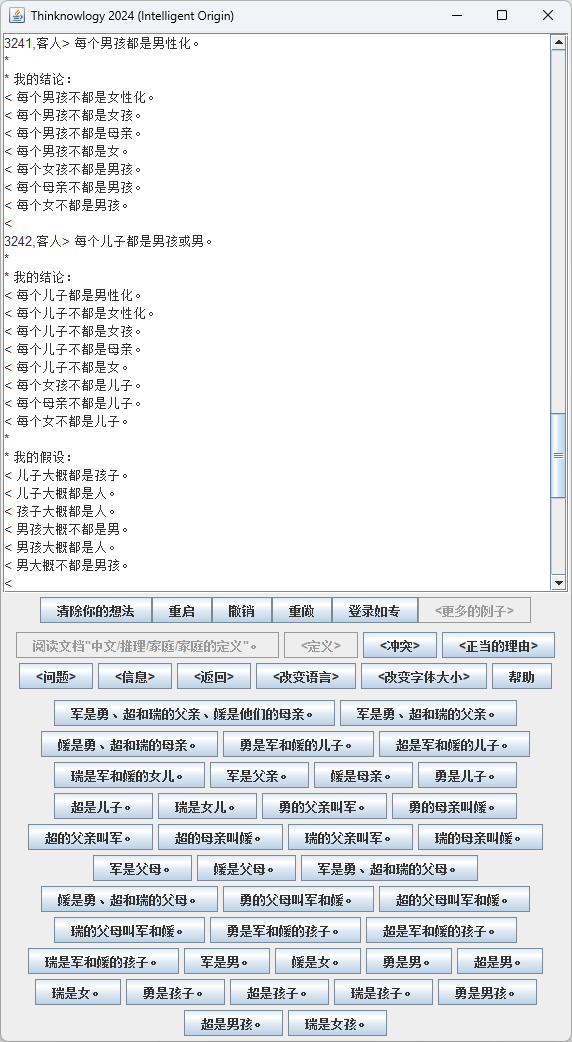 Thinknowlogy 2024 (Intelligent Origin)
3241,客人> 每个男孩都是男性化。
*
* 我的结论：
< 每个男孩不都是女性化。
< 每个男孩不都是女孩。
< 每个男孩不都是母亲。
< 每个男孩不都是女。
< 每个女孩不都是男孩。
< 每个母亲不都是男孩。
< 每个女不都是男孩。
<
3242,客人> 每个儿子都是男孩或男。
*
* 我的结论：
< 每个儿子都是男性化。
< 每个儿子不都是女性化。
< 每个儿子不都是女孩。
< 每个儿子不都是母亲。
< 每个儿子不都是女。
< 每个女孩不都是儿子。
< 每个母亲不都是儿子。
< 每个女不都是儿子。
*
* 我的假设：
< 儿子大概都是孩子。
< 儿子大概都是人。
< 孩子大概都是人。
< 男孩大概不都是男。
< 男孩大概都是人。
< 男大概不都是男孩。
<
清除你的想法 重启 撤销 重做 登录如专 <更多的例子>
阅读文档"中文/推理/家庭/家庭的定义"。 <定义> <冲突> <正当的理由>
<问题> <信息> <返回> <改变语言> <改变字体大小> 帮助
军是勇、超和瑞的父亲、媛是他们的母亲。 军是勇、超和瑞的父亲。
媛是勇、超和瑞的母亲。 勇是军和媛的儿子。 超是军和媛的儿子。
瑞是军和媛的女儿。 军是父亲。 媛是母亲。 勇是儿子。
超是儿子。 瑞是女儿。 勇的父亲叫军。 勇的母亲叫媛。
超的父亲叫军。 超的母亲叫媛。 瑞的父亲叫军。 瑞的母亲叫媛。
军是父母。 媛是父母。 军是勇、超和瑞的父母。
媛是勇、超和瑞的父母。 勇的父母叫军和媛。 超的父母叫军和媛。
瑞的父母叫军和媛。 勇是军和媛的孩子。 超是军和媛的孩子。
瑞是军和媛的孩子。 军是男。 媛是女。 勇是男。 超是男。
瑞是女。 勇是孩子。 超是孩子。 瑞是孩子。 勇是男孩。
超是男孩。 瑞是女孩。